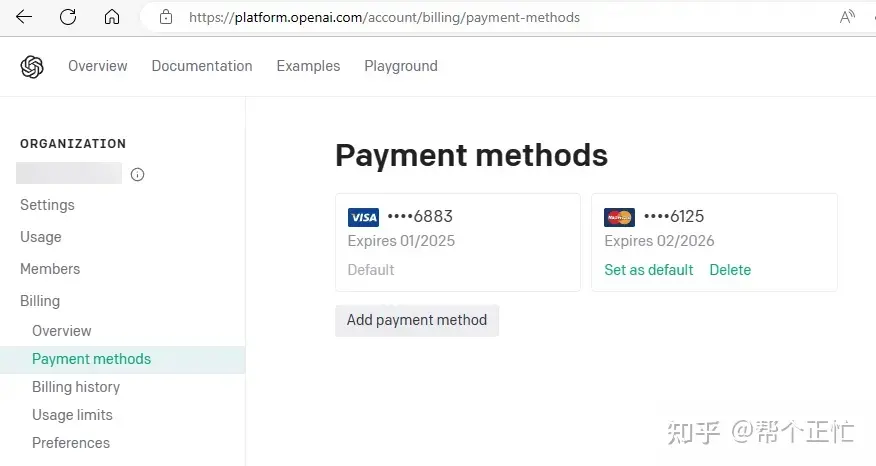 https://platform.openai.com/account/billing/payment-methods
Overview Documentation Examples Playground
ORGANIZATION
Settings
Usage
Members
Billing
Overview
Payment methods
Billing history
Usage limits
Preferences
Payment methods
VISA ••••6883
Expires 01/2025
Default
MasterCard ••••6125
Expires 02/2026
Set as default Delete
Add payment method
知乎 @帮个正忙